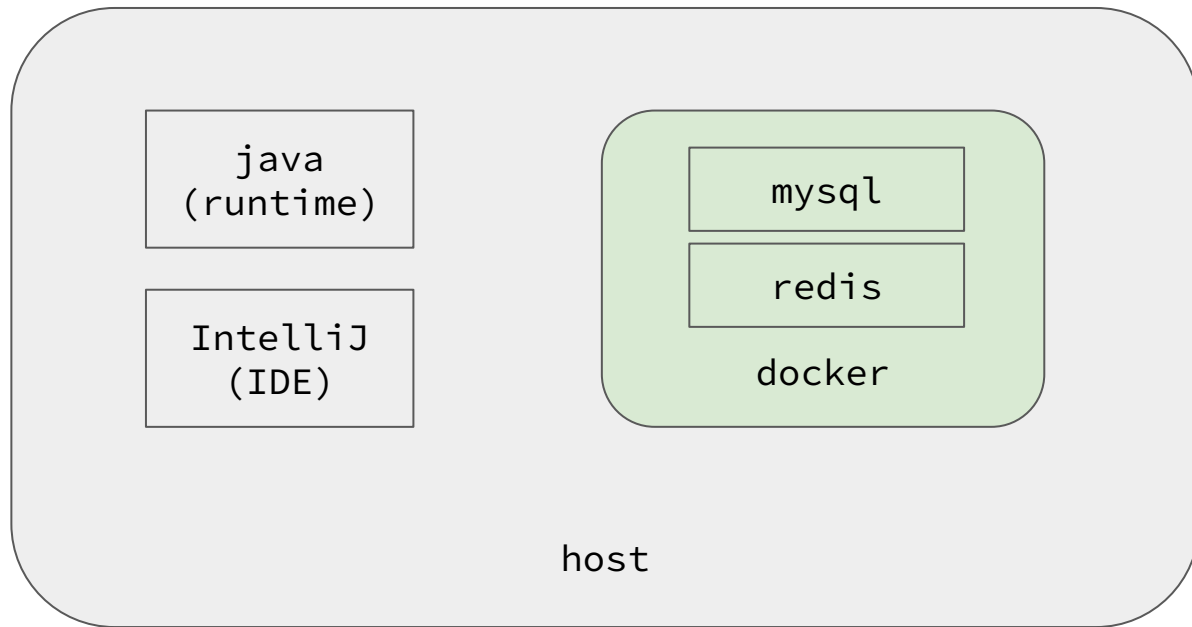 java
(runtime)
IntelliJ
(IDE)
mysql
redis
docker
host